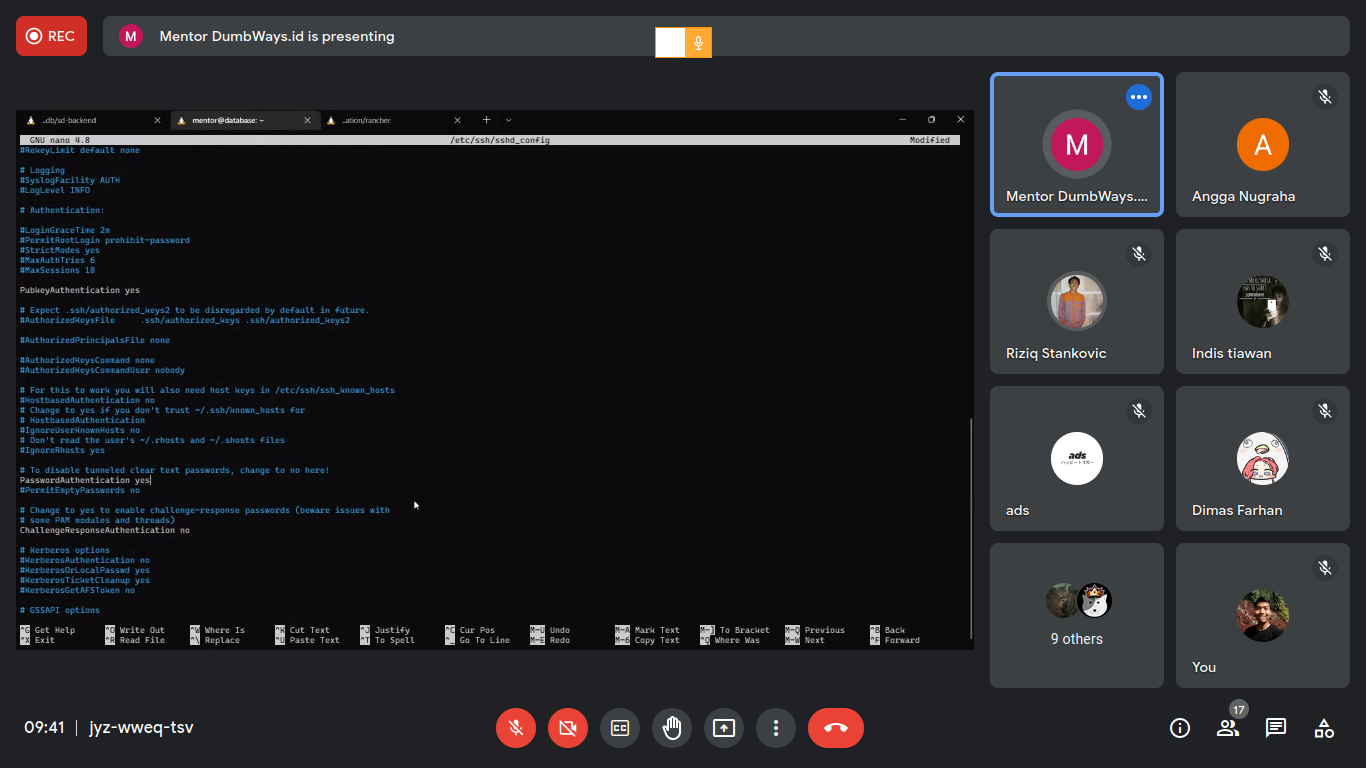 REC
M
Mentor DumbWays.id is presenting
_db/sd-backend
mentor@database: ~
..ation/rancher
GNU nano 4.8 /etc/ssh/sshd_config Modified
#RekeyLimit default none
# Logging
#SyslogFacility AUTH
#LogLevel INFO
# Authentication:
#LoginGraceTime 2m
#PermitRootLogin prohibit-password
#StrictModes yes
#MaxAuthTries 6
#MaxSessions 10
PubkeyAuthentication yes
# Expect .ssh/authorized_keys2 to be disregarded by default in future.
#AuthorizedKeysFile .ssh/authorized_keys .ssh/authorized_keys2
#AuthorizedPrincipalsFile none
#AuthorizedKeysCommand none
#AuthorizedKeysCommandUser nobody
# For this to work you will also need host keys in /etc/ssh/ssh_known_hosts
#HostbasedAuthentication no
# Change to yes if you don't trust ~/.ssh/known_hosts for
# HostbasedAuthentication
#IgnoreUserKnownHosts no
# Don't read the user's ~/.rhosts and ~/.shosts files
#IgnoreRhosts yes
# To disable tunneled clear text passwords, change to no here!
PasswordAuthentication yes
#PermitEmptyPasswords no
# Change to yes to enable challenge-response passwords (beware issues with
# some PAM modules and threads)
ChallengeResponseAuthentication no
# Kerberos options
#KerberosAuthentication no
#KerberosOrLocalPasswd yes
#KerberosTicketCleanup yes
#KerberosGetAFSToken no
# GSSAPI options
^G Get Help ^O Write Out ^W Where Is ^K Cut Text ^J Justify ^C Cur Pos M-U Undo M-A Mark Text M-] To Bracket M-Q Previous ^B Back
^X Exit ^R Read File ^\ Replace ^U Paste Text ^T To Spell ^_ Go To Line M-E Redo M-6 Copy Text ^Q Where Was M-W Next ^F Forward
M
Mentor DumbWays....
A
Angga Nugraha
Riziq Stankovic
Indis tiawan
ads
ads
Dimas Farhan
9 others
You
09:41 | jyz-wweq-tsv
CC
17